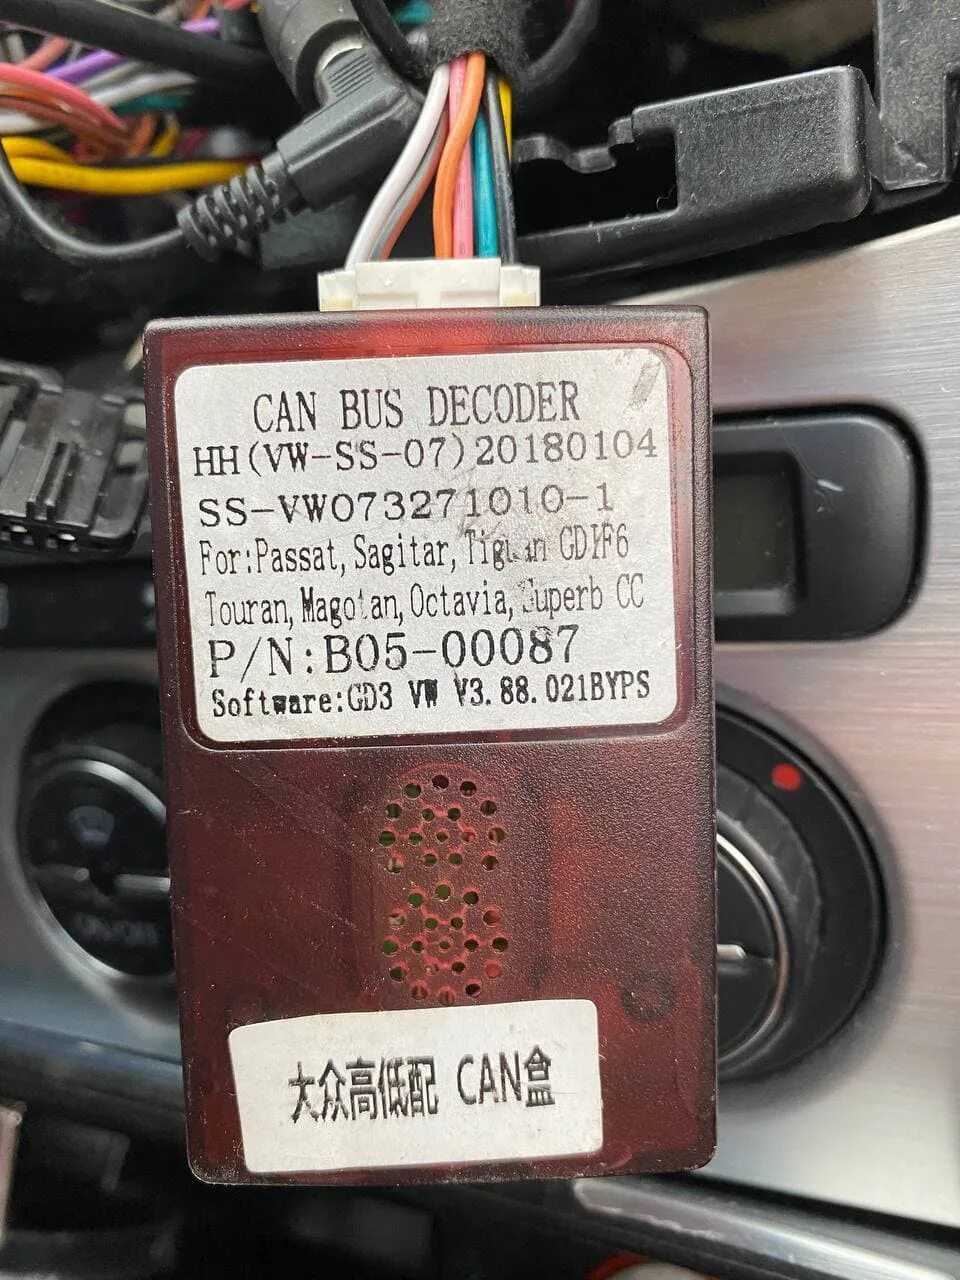 CAN BUS DECODER
HH(VW-SS-07)20180104
SS-VW073271010-1
For:Passat, Sagitar, Tiguan GDIF6
Touran, Magotan, Octavia, Superb CC
P/N:B05-00087
Software:GD3 VW V3.88.021BYPS
大众高低配 CAN盒